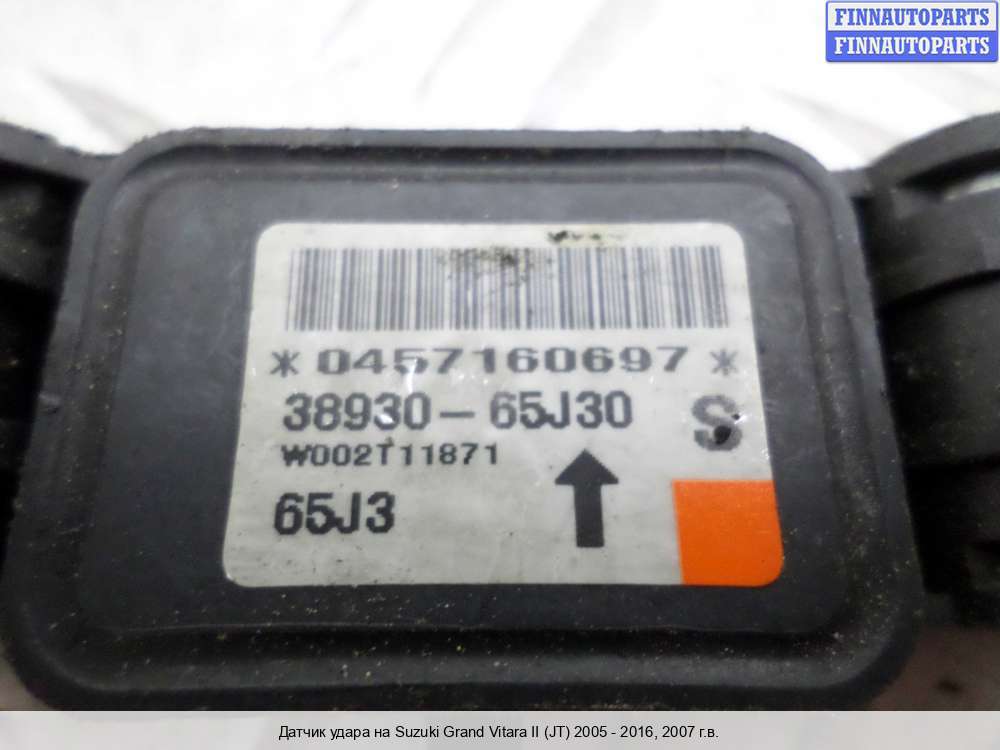 FINNAUTOPARTS
FINNAUTOPARTS
*0457160697*
38930-65J30 S
W002T11871
65J3
Датчик удара на Suzuki Grand Vitara II (JT) 2005 - 2016, 2007 г.в.